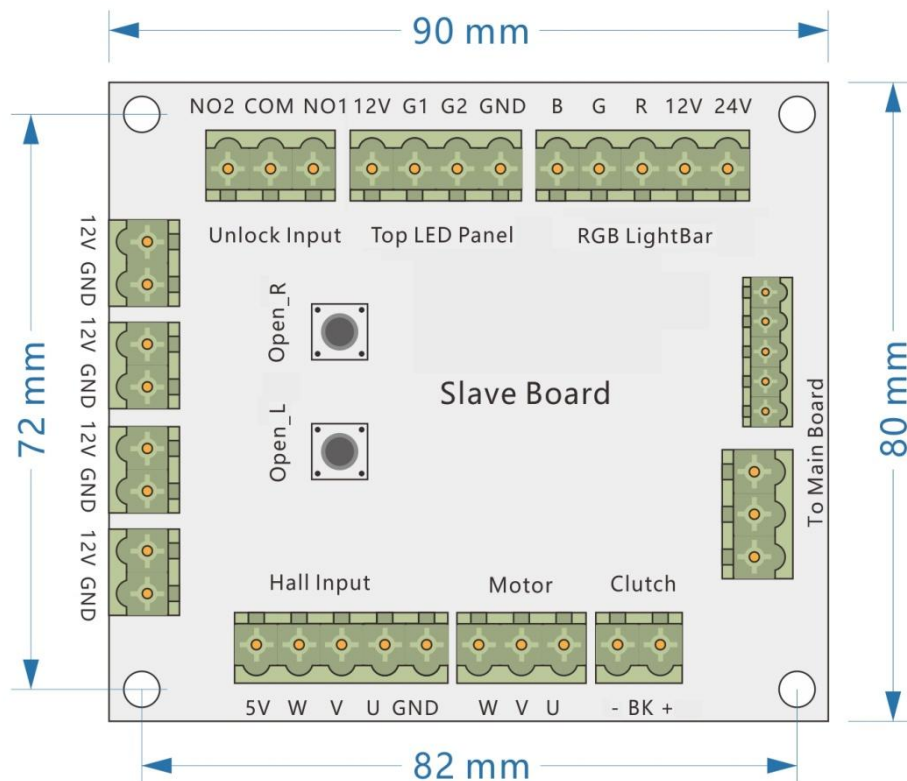 90 mm
NO2 COM NO1 12V G1 G2 GND B G R 12V 24V
Unlock Input Top LED Panel RGB LightBar
12V GND
12V GND
12V GND
12V GND
72 mm
Open_R
Open_L
Slave Board
To Main Board
80 mm
Hall Input Motor Clutch
5V W V U GND W V U - BK +
82 mm